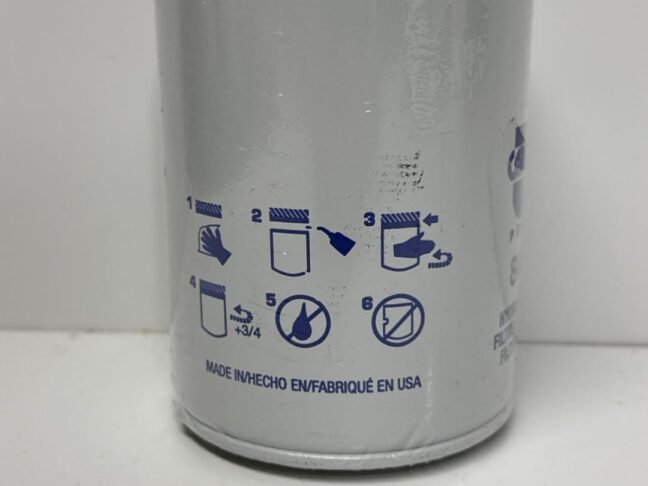 1 2 3
4 +3/4 5 6
MADE IN/HECHO EN/FABRIQUÉ EN USA